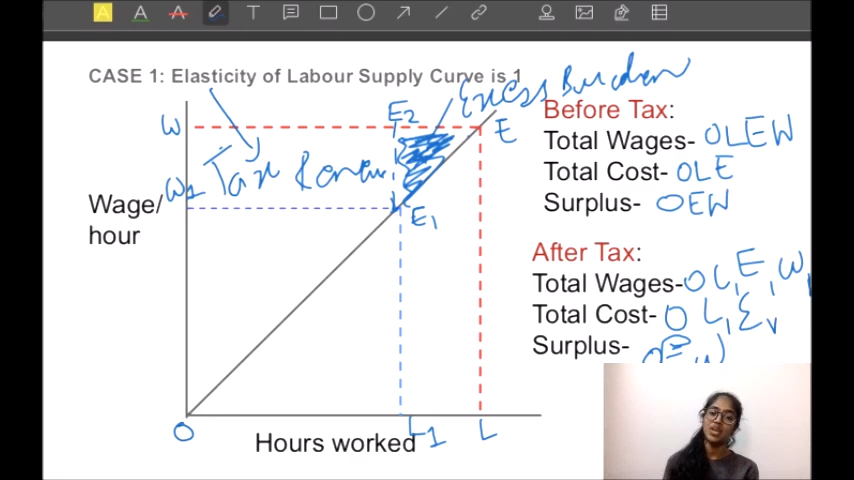 CASE 1: Elasticity of Labour Supply Curve is 1
Excess Burden
W
E2
E
Tax Revenue
W1
Wage/
hour
E1
O
L1
L
Hours worked
Before Tax:
Total Wages- OLEW
Total Cost- OLE
Surplus- OEW
After Tax:
Total Wages- OL1E1W1
Total Cost- OL1E1
Surplus-